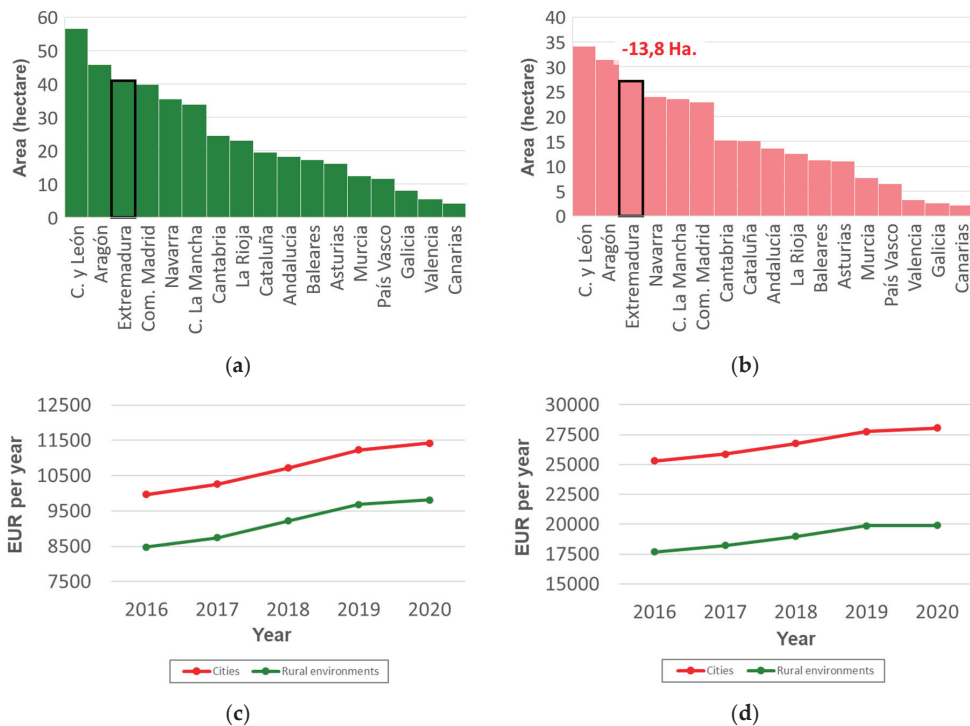 60
50
40
30
20
10
0
Area (hectare)
C. y León
Aragón
Extremadura
Com. Madrid
Navarra
C. La Mancha
Cantabria
La Rioja
Cataluña
Andalucía
Baleares
Asturias
Murcia
País Vasco
Galicia
Valencia
Canarias
(a)
40
35
30
25
20
15
10
5
0
Area (hectare)
-13,8 Ha.
C. y León
Aragón
Extremadura
Navarra
C. La Mancha
Com. Madrid
Cantabria
Cataluña
Andalucía
La Rioja
Baleares
Asturias
Murcia
País Vasco
Valencia
Galicia
Canarias
(b)
12500
11500
10500
9500
8500
7500
EUR per year
2016 2017 2018 2019 2020
Year
Cities Rural environments
(c)
30000
27500
25000
22500
20000
17500
15000
EUR per year
2016 2017 2018 2019 2020
Year
Cities Rural environments
(d)